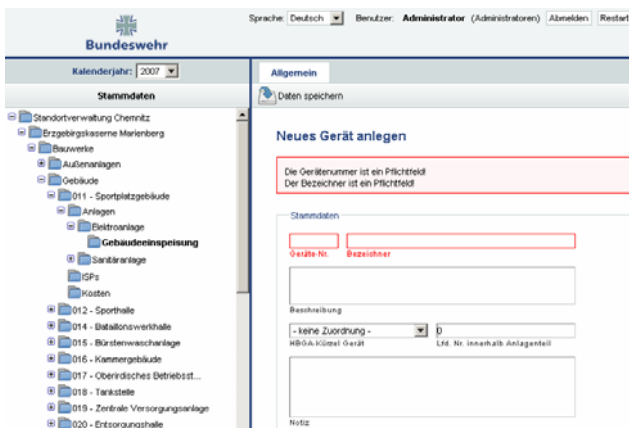 Sprache: Deutsch Benutzer: Administrator (Administratoren) Abmelden Restart
Bundeswehr
Kalenderjahr: 2007
Stammdaten
Standortverwaltung Chemnitz
Erzgebirgskaserne Marienberg
Bauwerke
Außenanlagen
Gebäude
011 - Sportplatzgebäude
Anlagen
Elektroanlage
Gebäudeeinspeisung
Sanitäranlage
ISPs
Kosten
012 - Sporthalle
014 - Bataillonswerkhalle
015 - Bürstenwaschanlage
016 - Kammergebäude
017 - Oberirdisches Betriebsst...
018 - Tankstelle
019 - Zentrale Versorgungsanlage
020 - Entsorgungshalle
Allgemein
Daten speichern
Neues Gerät anlegen
Die Gerätenummer ist ein Pflichtfeld!
Der Bezeichner ist ein Pflichtfeld!
Stammdaten
Geräte-Nr. Bezeichner
Beschreibung
- keine Zuordnung - 0
HBGA-Kürzel Gerät Lfd. Nr. innerhalb Anlagenteil
Notiz